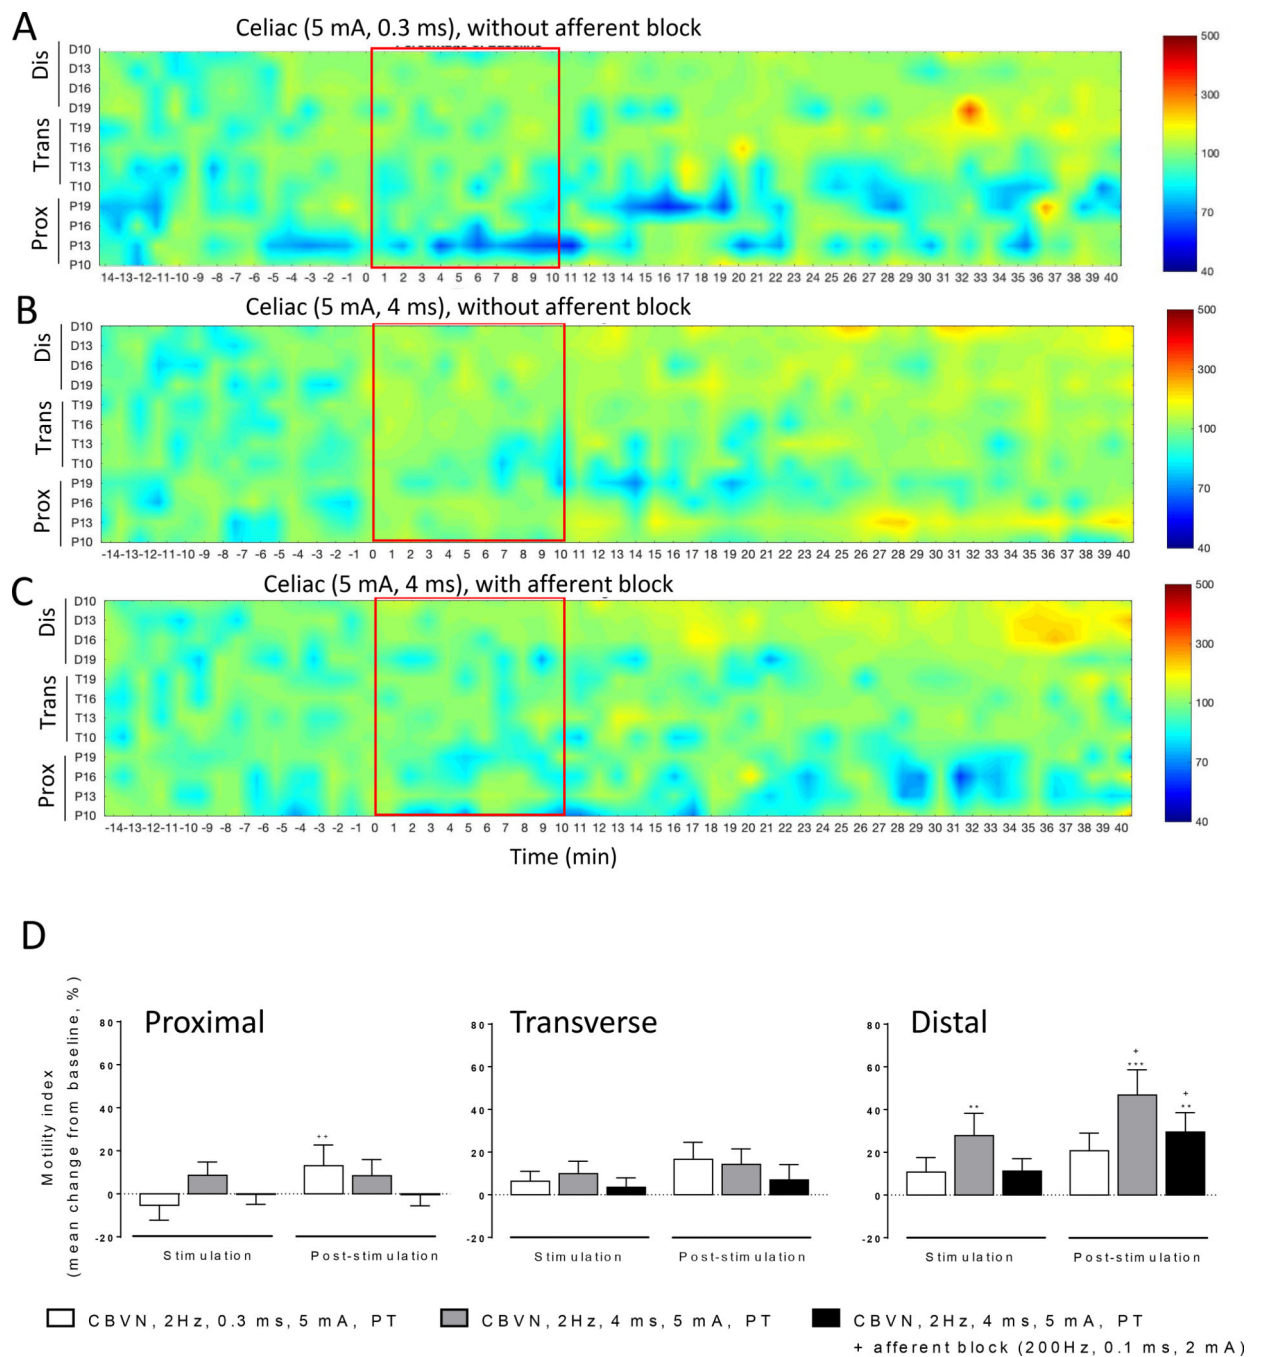 A
Celiac (5 mA, 0.3 ms), without afferent block
Dis
Trans
Prox
D10
D13
D16
D19
T19
T16
T13
T10
P19
P16
P13
P10
14-13-12-11-10 -9 -8 -7 -6 -5 -4 -3 -2 -1 0 1 2 3 4 5 6 7 8 9 10 11 12 13 14 15 16 17 18 19 20 21 22 23 24 25 26 27 28 29 30 31 32 33 34 35 36 37 38 39 40
500
300
100
70
40
B
Celiac (5 mA, 4 ms), without afferent block
Dis
Trans
Prox
D10
D13
D16
D19
T19
T16
T13
T10
P19
P16
P13
P10
-14-13-12-11-10 -9 -8 -7 -6 -5 -4 -3 -2 -1 0 1 2 3 4 5 6 7 8 9 10 11 12 13 14 15 16 17 18 19 20 21 22 23 24 25 26 27 28 29 30 31 32 33 34 35 36 37 38 39 40
500
300
100
70
40
C
Celiac (5 mA, 4 ms), with afferent block
Dis
Trans
Prox
D10
D13
D16
D19
T19
T16
T13
T10
P19
P16
P13
P10
-14-13-12-11-10 -9 -8 -7 -6 -5 -4 -3 -2 -1 0 1 2 3 4 5 6 7 8 9 10 11 12 13 14 15 16 17 18 19 20 21 22 23 24 25 26 27 28 29 30 31 32 33 34 35 36 37 38 39 40
Time (min)
500
300
100
70
40
D
Motility index
(mean change from baseline, %)
Proximal
80
60
40
20
0
-20
**
Stimulation
Post-stimulation
Transverse
80
60
40
20
0
-20
Stimulation
Post-stimulation
Distal
80
60
40
20
0
-20
**
+
***
+
**
Stimulation
Post-stimulation
CBVN, 2Hz, 0.3 ms, 5 mA, PT
CBVN, 2Hz, 4 ms, 5 mA, PT
CBVN, 2Hz, 4 ms, 5 mA, PT
+ afferent block (200Hz, 0.1 ms, 2 mA)